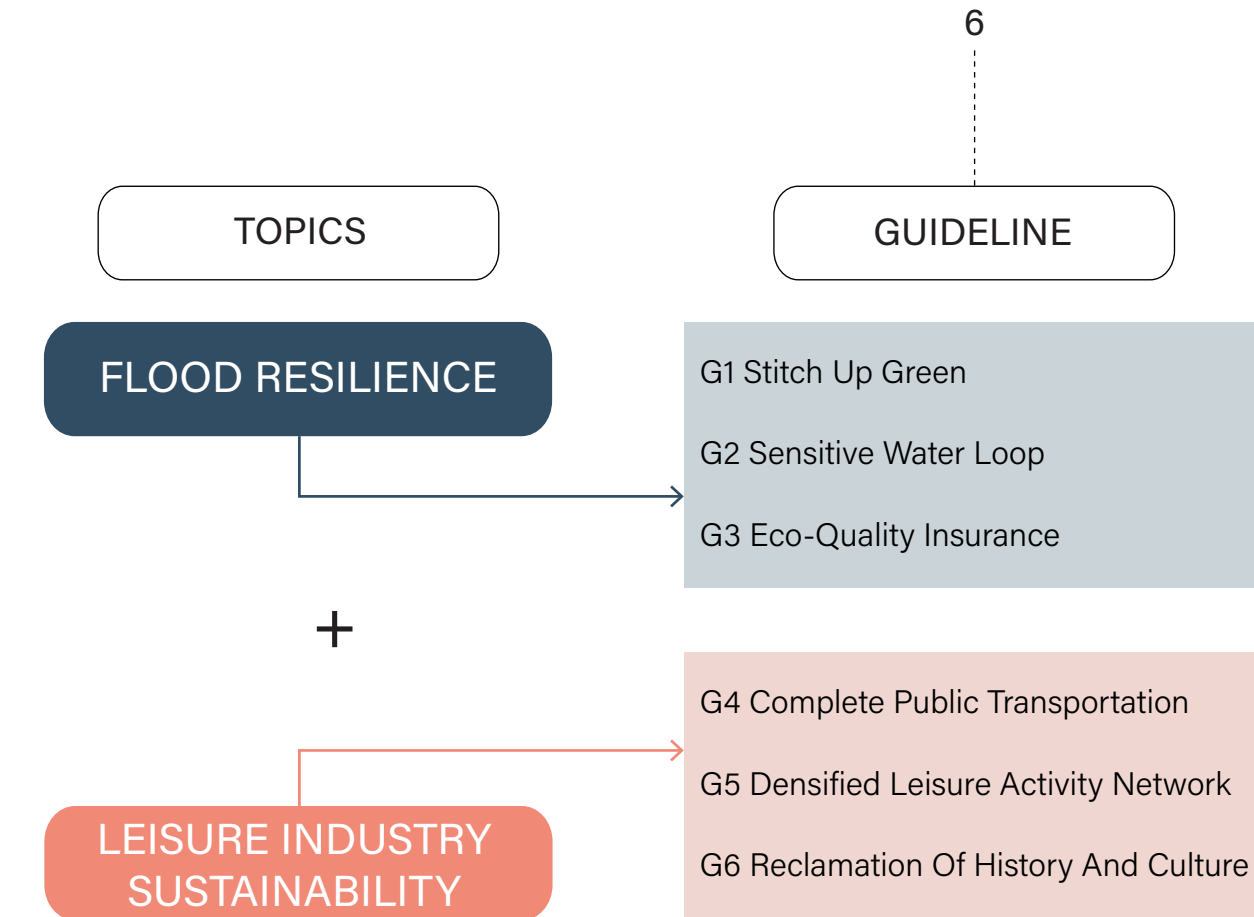 6
TOPICS
GUIDELINE
FLOOD RESILIENCE
G1 Stitch Up Green
G2 Sensitive Water Loop
G3 Eco-Quality Insurance
+
G4 Complete Public Transportation
G5 Densified Leisure Activity Network
LEISURE INDUSTRY
SUSTAINABILITY
G6 Reclamation Of History And Culture